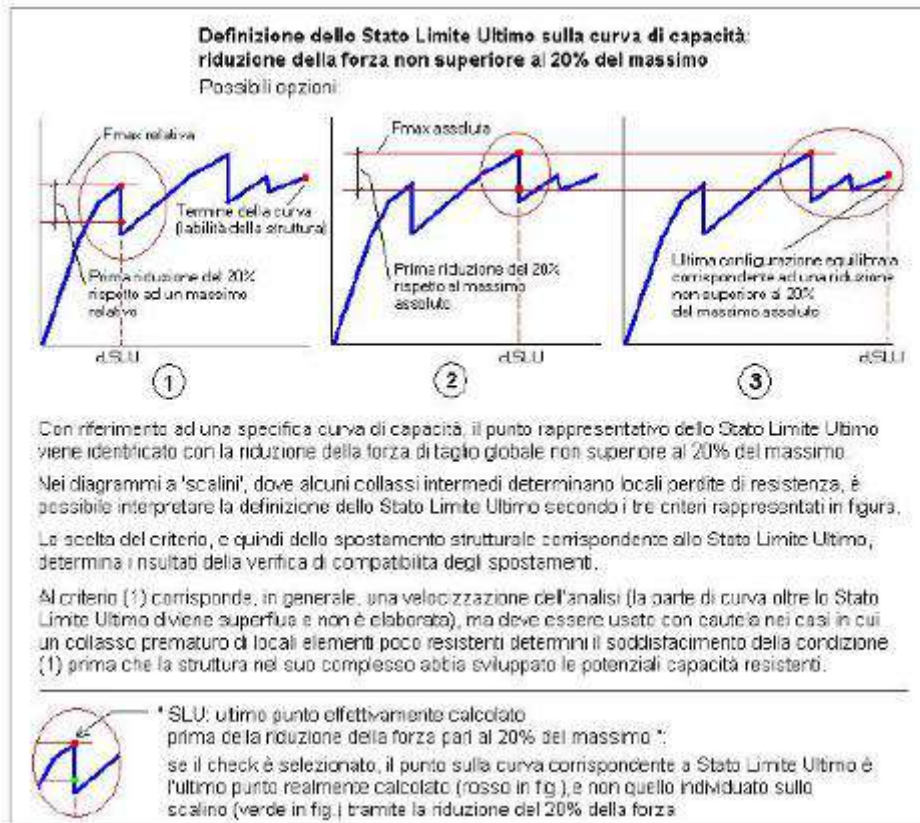 Definizione dello Stato Limite Ultimo sulla curva di capacità:
riduzione della forza non superiore al 20% del massimo
Possibili opzioni:
Fmax relativa
Termine della curva
(labilità della struttura)
Prima riduzione del 20%
rispetto ad un massimo
relativo
dSLU
1
Fmax assoluta
Prima riduzione del 20%
rispetto al massimo
assoluto
dSLU
2
Ultima configurazione equilibrata
corrispondente ad una riduzione
non superiore al 20%
del massimo assoluto
dSLU
3
Con riferimento ad una specifica curva di capacità, il punto rappresentativo dello Stato Limite Ultimo
viene identificato con la riduzione della forza di taglio globale non superiore al 20% del massimo.
Nei diagrammi a 'scalini', dove alcuni collassi intermedi determinano locali perdite di resistenza, è
possibile interpretare la definizione dello Stato Limite Ultimo secondo i tre criteri rappresentati in figura.
La scelta del criterio, e quindi dello spostamento strutturale corrispondente allo Stato Limite Ultimo,
determina i risultati della verifica di compatibilità degli spostamenti.
Al criterio (1) corrisponde, in generale, una velocizzazione dell'analisi (la parte di curva oltre lo Stato
Limite Ultimo diviene superflua e non è elaborata), ma deve essere usato con cautela nei casi in cui
un collasso prematuro di locali elementi poco resistenti determini il soddisfacimento della condizione
(1) prima che la struttura nel suo complesso abbia sviluppato le potenziali capacità resistenti.
" SLU: ultimo punto effettivamente calcolato
prima della riduzione della forza pari al 20% del massimo ":
se il check è selezionato, il punto sulla curva corrispondente a Stato Limite Ultimo è
l'ultimo punto realmente calcolato (rosso in fig.), e non quello individuato sullo
scalino (verde in fig.) tramite la riduzione del 20% della forza